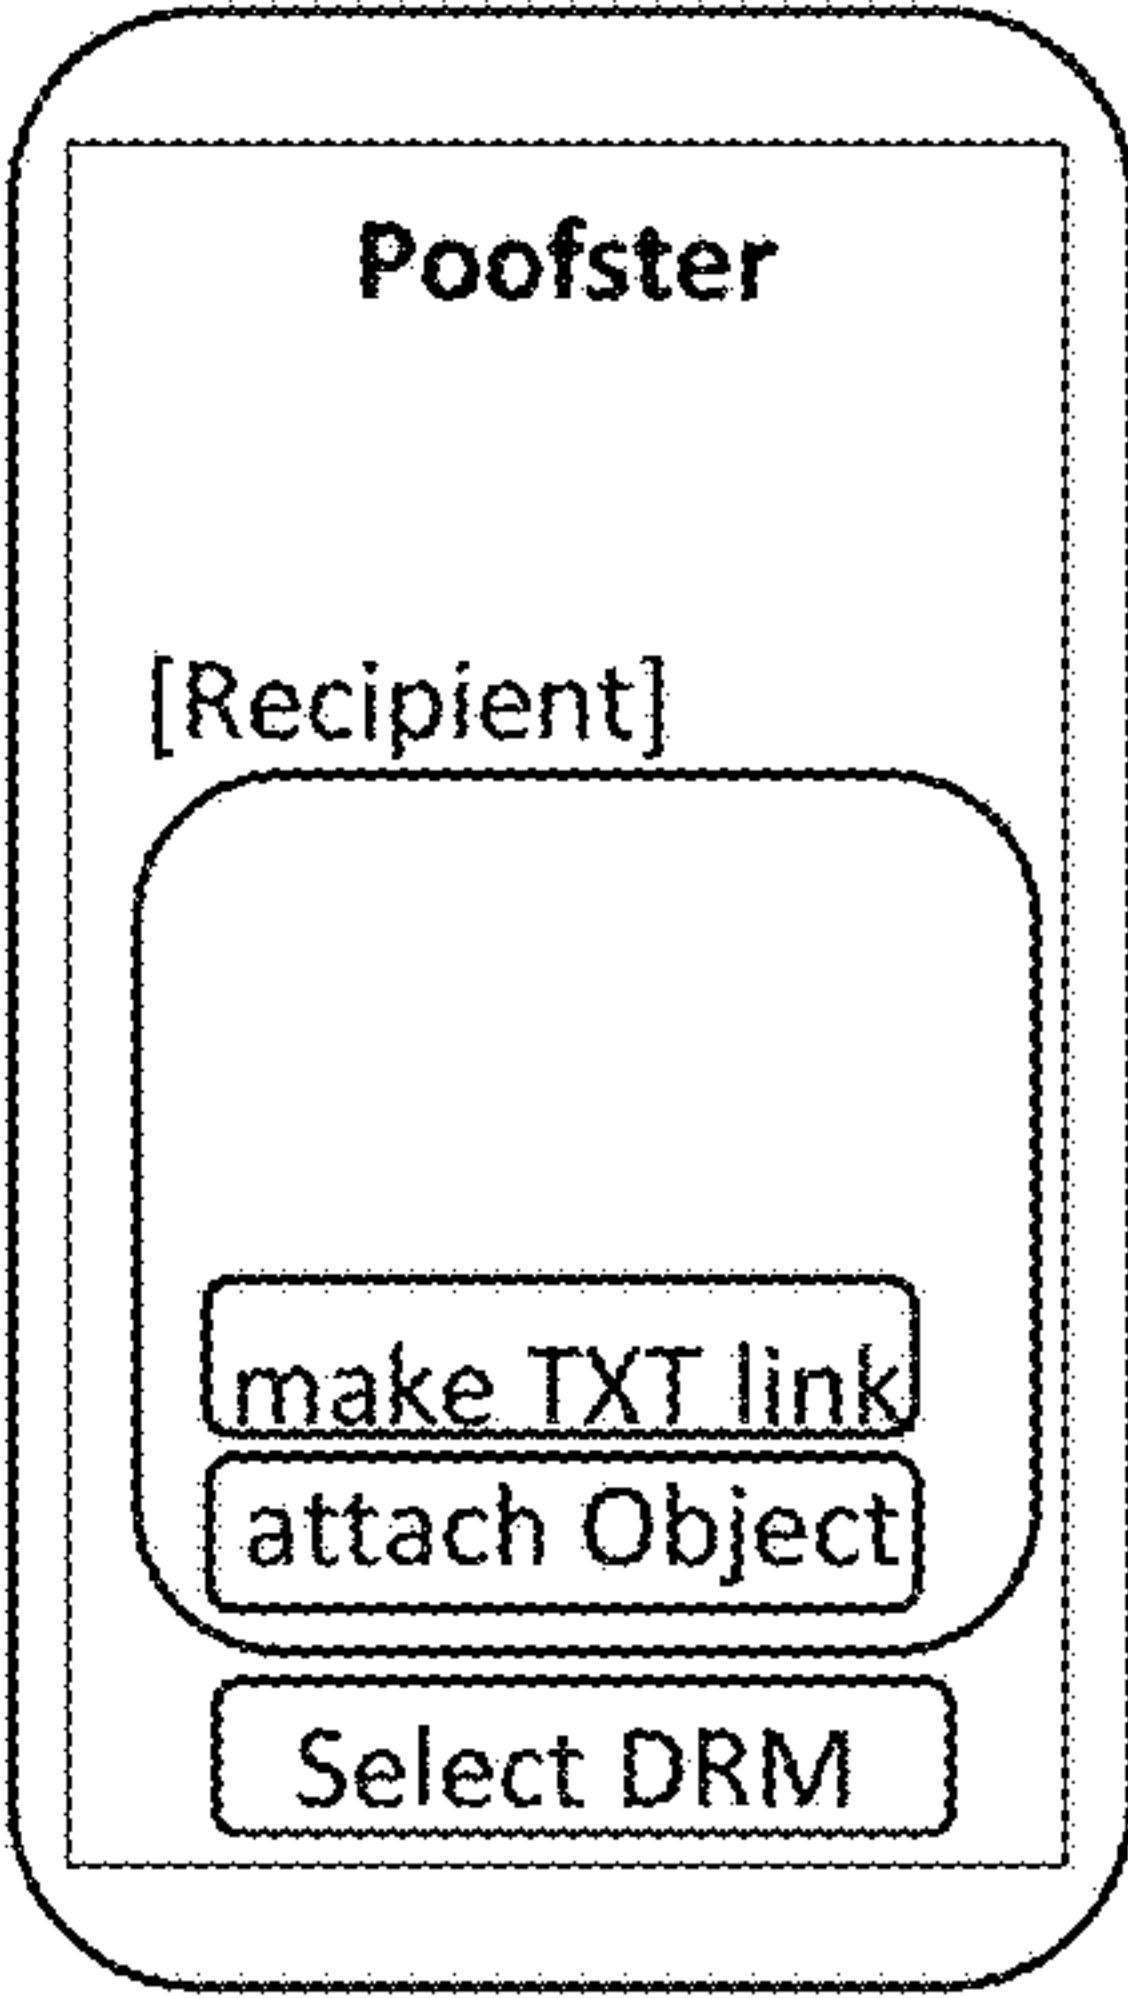 Poofster
[Recipient]
make TXT link
attach Object
Select DRM